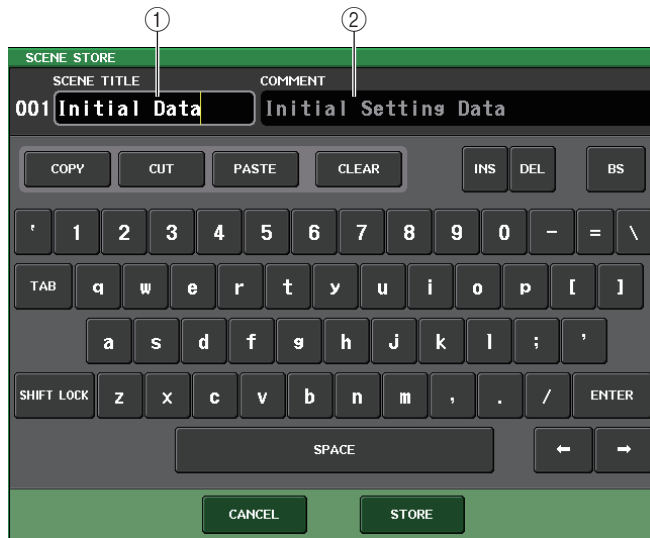 ① ②
SCENE STORE
SCENE TITLE COMMENT
001 Initial Data Initial Setting Data
COPY CUT PASTE CLEAR INS DEL BS
' 1 2 3 4 5 6 7 8 9 0 - = \
TAB q w e r t y u i o p [ ]
a s d f g h j k l ; '
SHIFT LOCK z x c v b n m , . / ENTER
SPACE ← →
CANCEL STORE